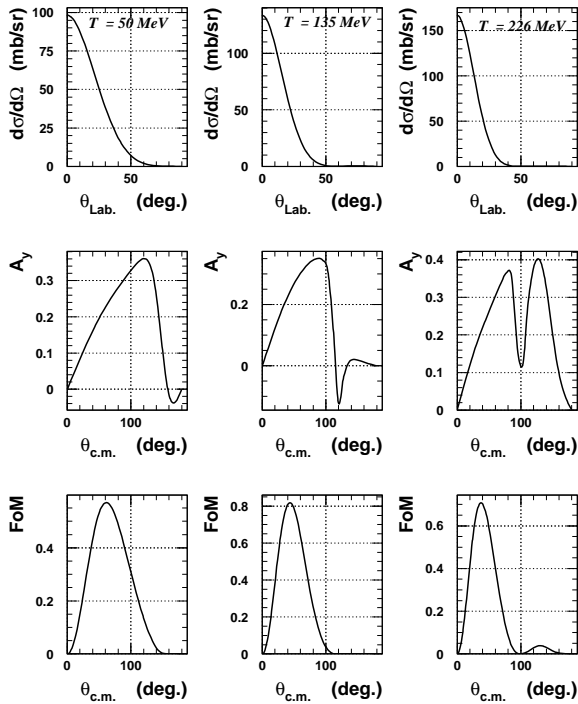 T = 50 MeV
T = 135 MeV
T = 226 MeV
dσ/dΩ (mb/sr)
100
75
50
25
0
0 50
θLab. (deg.)
dσ/dΩ (mb/sr)
100
50
0
0 50
θLab. (deg.)
dσ/dΩ (mb/sr)
150
100
50
0
0 50
θLab. (deg.)
Ay
0.3
0.2
0.1
0
0 100
θc.m. (deg.)
Ay
0.2
0
0 100
θc.m. (deg.)
Ay
0.4
0.3
0.2
0.1
0
0 100
θc.m. (deg.)
FoM
0.4
0.2
0
0 100
θc.m. (deg.)
FoM
0.8
0.6
0.4
0.2
0
0 100
θc.m. (deg.)
FoM
0.6
0.4
0.2
0
0 100
θc.m. (deg.)